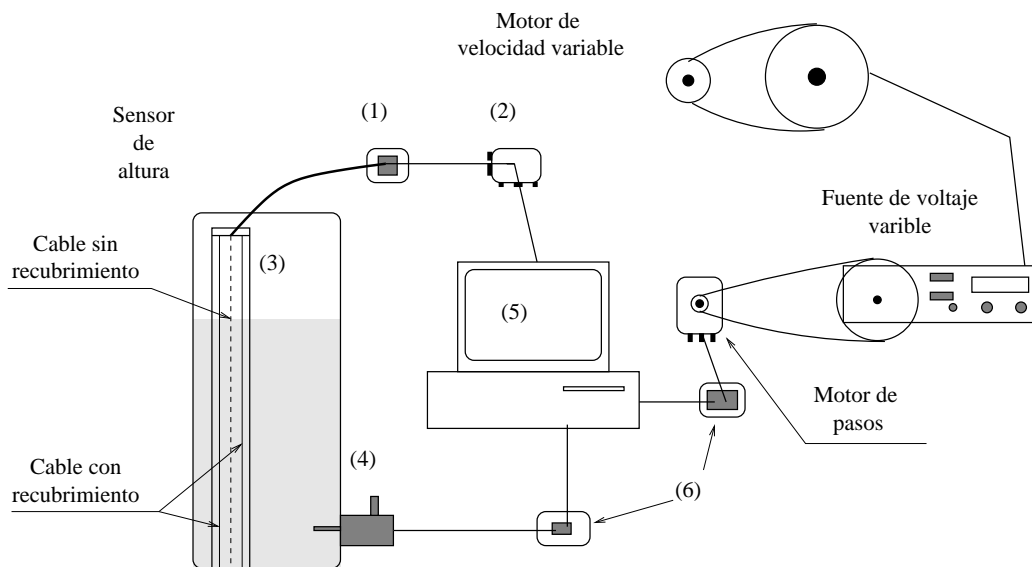 Motor de
velocidad variable
(1)
(2)
Sensor
de
altura
Fuente de voltaje
varible
Cable sin
recubrimiento
(3)
(5)
Motor de
pasos
(4)
Cable con
recubrimiento
(6)